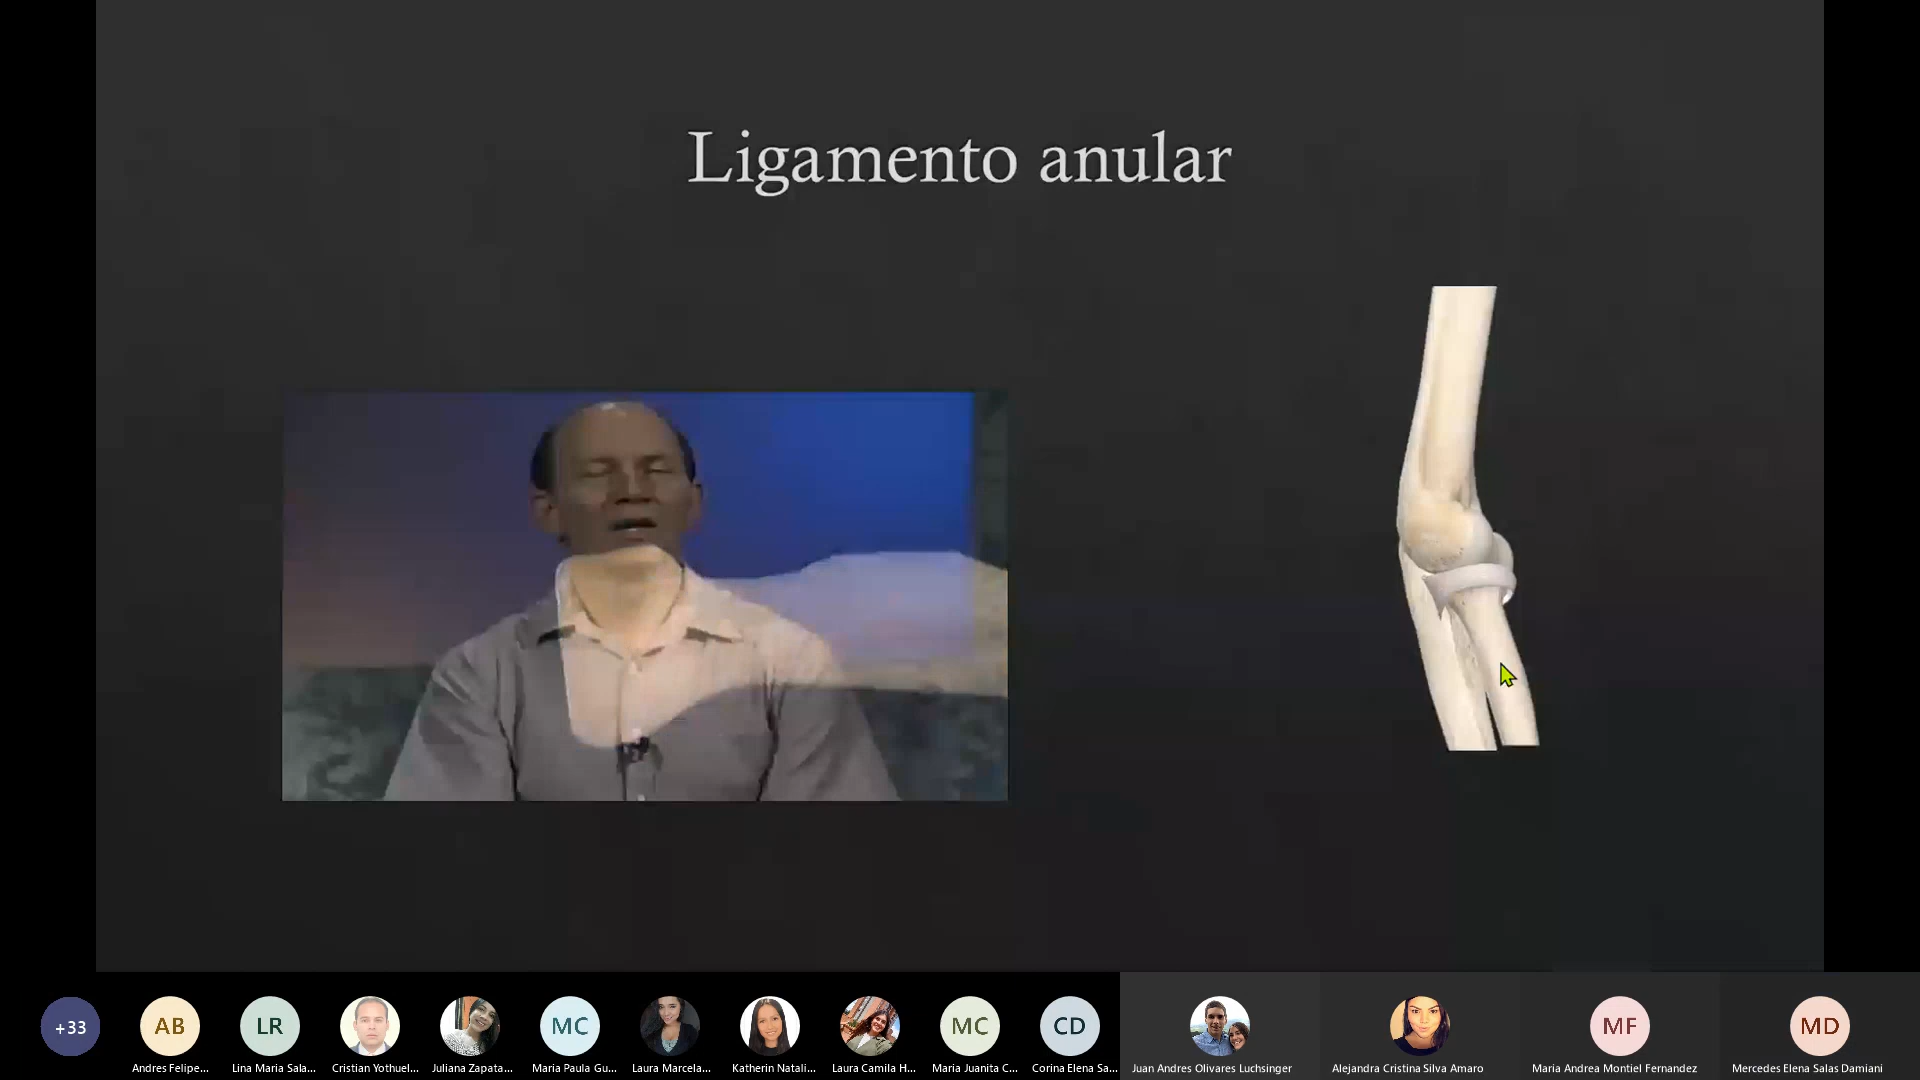 Ligamento anular
+33
AB
LR
MC
MC
CD
MF
MD
Andres Felipe...
Lina Maria Sala...
Cristian Yothuel...
Juliana Zapata...
Maria Paula Gu...
Laura Marcela...
Katherin Natali...
Laura Camila H...
Maria Juanita C...
Corina Elena Sa...
Juan Andres Olivares Luchsinger
Alejandra Cristina Silva Amaro
Maria Andrea Montiel Fernandez
Mercedes Elena Salas Damiani